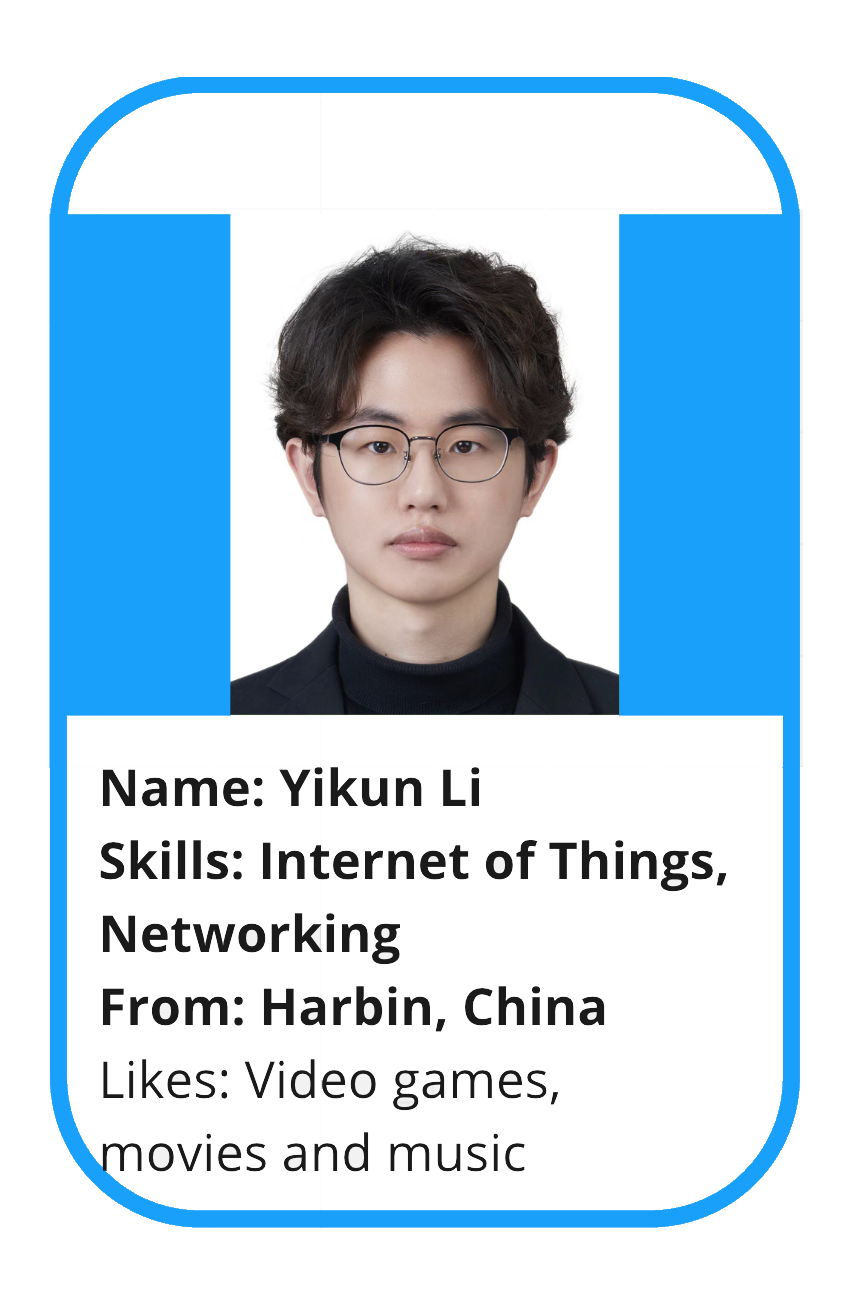 Name: Yikun Li
Skills: Internet of Things,
Networking
From: Harbin, China
Likes: Video games,
movies and music